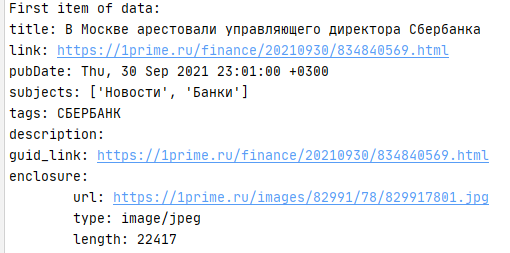 First item of data:
title: В Москве арестовали управляющего директора Сбербанка
link: https://1prime.ru/finance/20210930/834840569.html
pubDate: Thu, 30 Sep 2021 23:01:00 +0300
subjects: ['Новости', 'Банки']
tags: СБЕРБАНК
description:
guid_link: https://1prime.ru/finance/20210930/834840569.html
enclosure:
url: https://1prime.ru/images/82991/78/829917801.jpg
type: image/jpeg
length: 22417